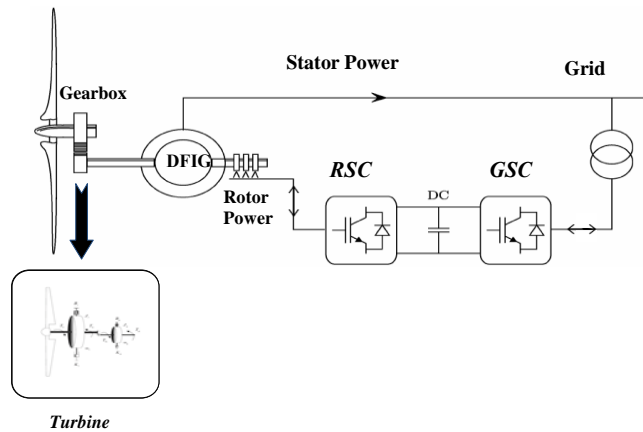 Stator Power
Grid
Gearbox
DFIG
RSC
GSC
DC
Rotor
Power
Turbine